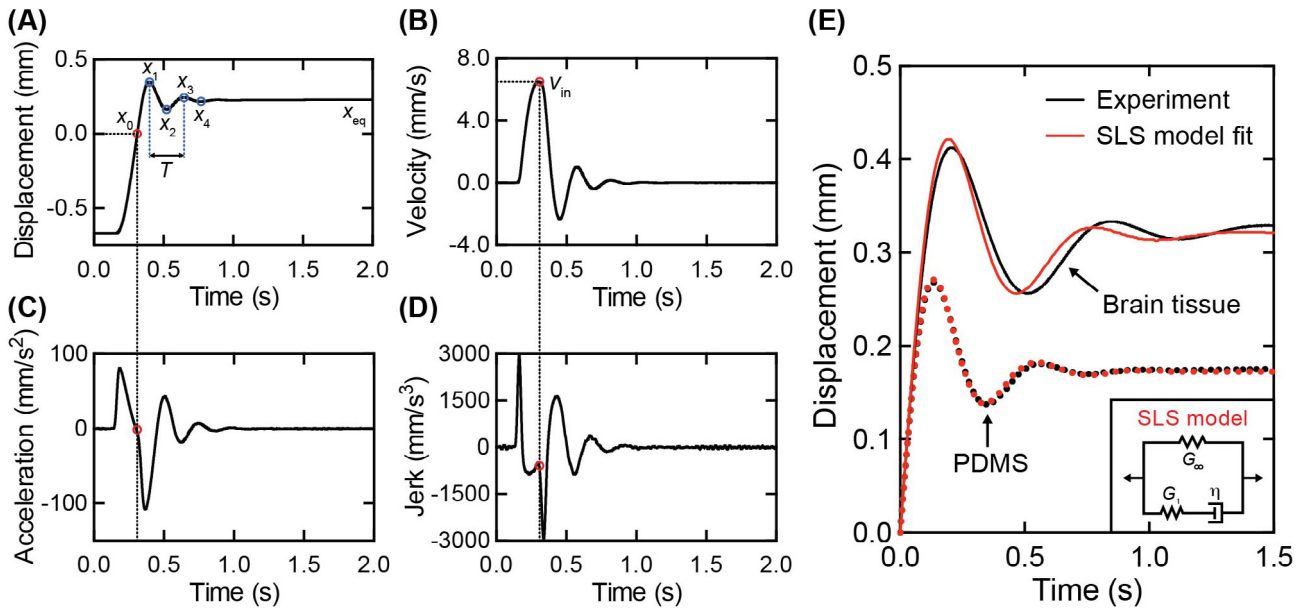 (A)
Displacement (mm)
0.5
0.0
-0.5
x0
x1
x2
x3
x4
xeq
T
0.0 0.5 1.0 1.5 2.0
Time (s)
(B)
Velocity (mm/s)
8.0
4.0
0.0
-4.0
Vin
0.0 0.5 1.0 1.5 2.0
Time (s)
(C)
Acceleration (mm/s2)
100
0
-100
0.0 0.5 1.0 1.5 2.0
Time (s)
(D)
Jerk (mm/s3)
3000
1500
0
-1500
-3000
0.0 0.5 1.0 1.5 2.0
Time (s)
(E)
Displacement (mm)
0.5
0.4
0.3
0.2
0.1
0.0
Experiment
SLS model fit
Brain tissue
PDMS
SLS model
G∞
G1
η
0.0 0.5 1.0 1.5
Time (s)